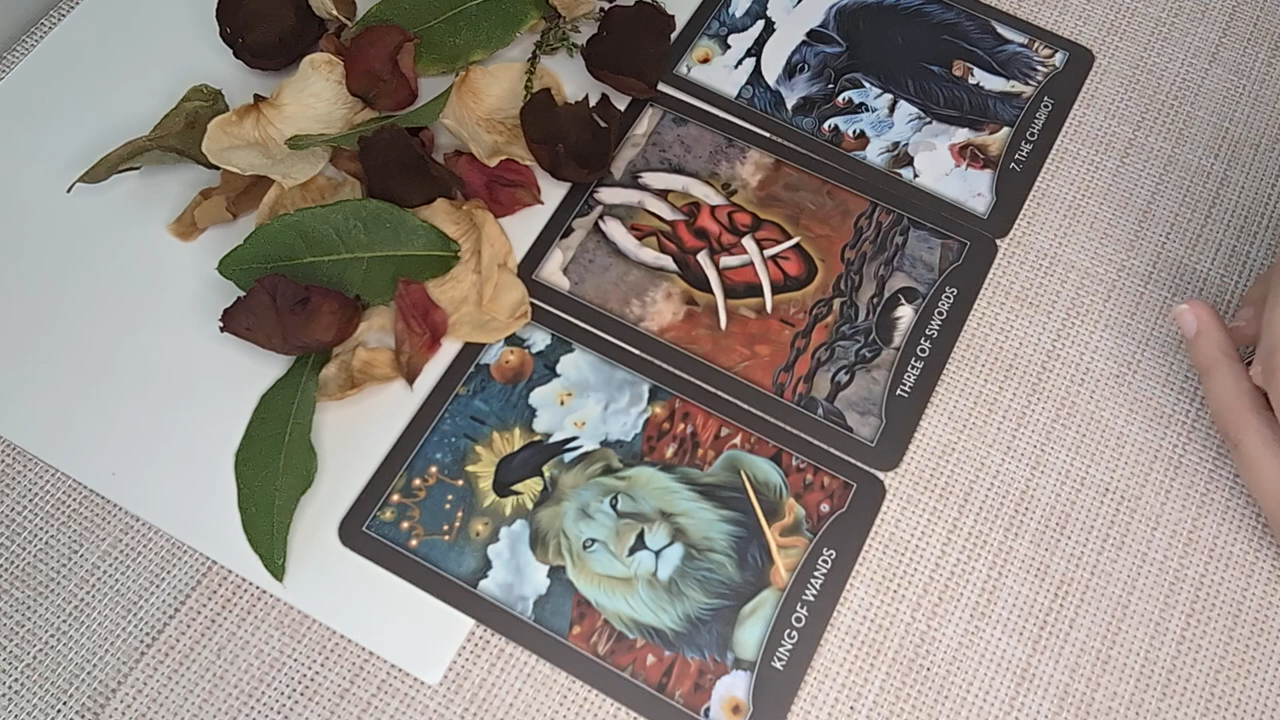 7. THE CHARIOT
THREE OF SWORDS
KING OF WANDS